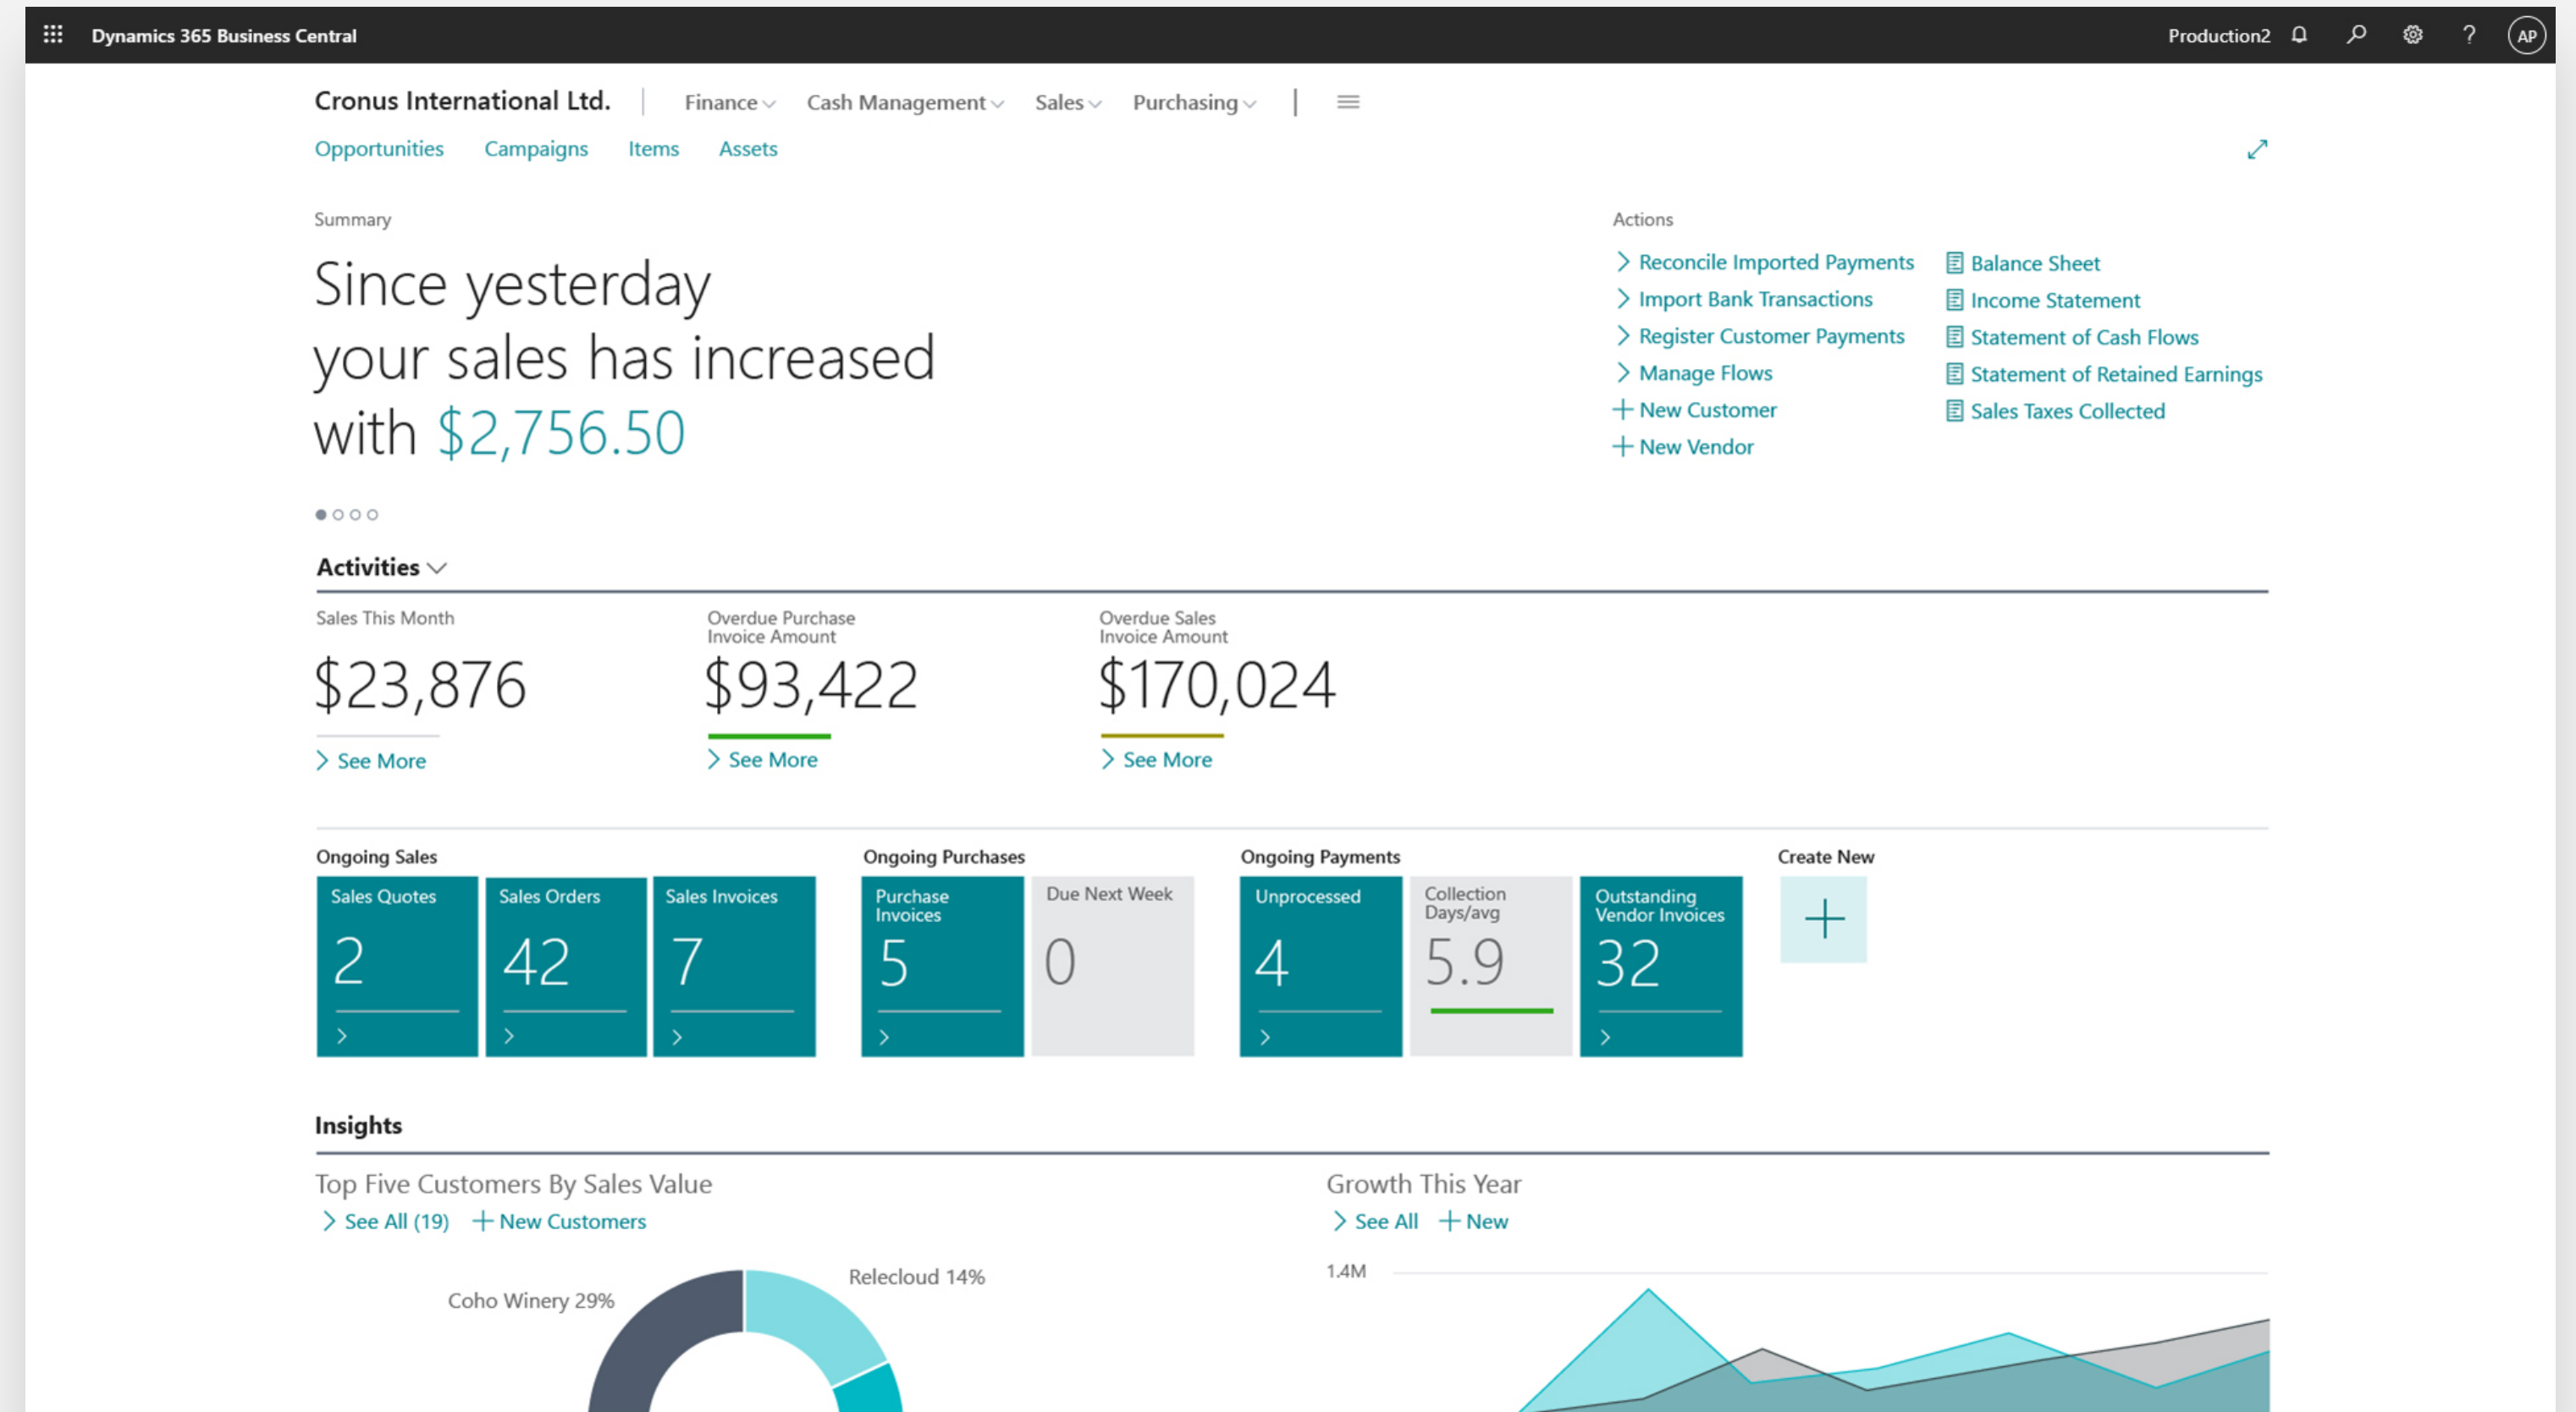 Dynamics 365 Business Central
Production2
?
AP
Cronus International Ltd.
Finance
Cash Management
Sales
Purchasing
Opportunities
Campaigns
Items
Assets
Summary
Since yesterday
your sales has increased
with $2,756.50
Actions
Reconcile Imported Payments
Import Bank Transactions
Register Customer Payments
Manage Flows
New Customer
New Vendor
Balance Sheet
Income Statement
Statement of Cash Flows
Statement of Retained Earnings
Sales Taxes Collected
Activities
Sales This Month
$23,876
See More
Overdue Purchase
Invoice Amount
$93,422
See More
Overdue Sales
Invoice Amount
$170,024
See More
Ongoing Sales
Sales Quotes
2
Sales Orders
42
Sales Invoices
7
Ongoing Purchases
Purchase
Invoices
5
Due Next Week
0
Ongoing Payments
Unprocessed
4
Collection
Days/avg
5.9
Outstanding
Vendor Invoices
32
Create New
Insights
Top Five Customers By Sales Value
See All (19)
New Customers
Coho Winery 29%
Relecloud 14%
Growth This Year
See All
New
1.4M